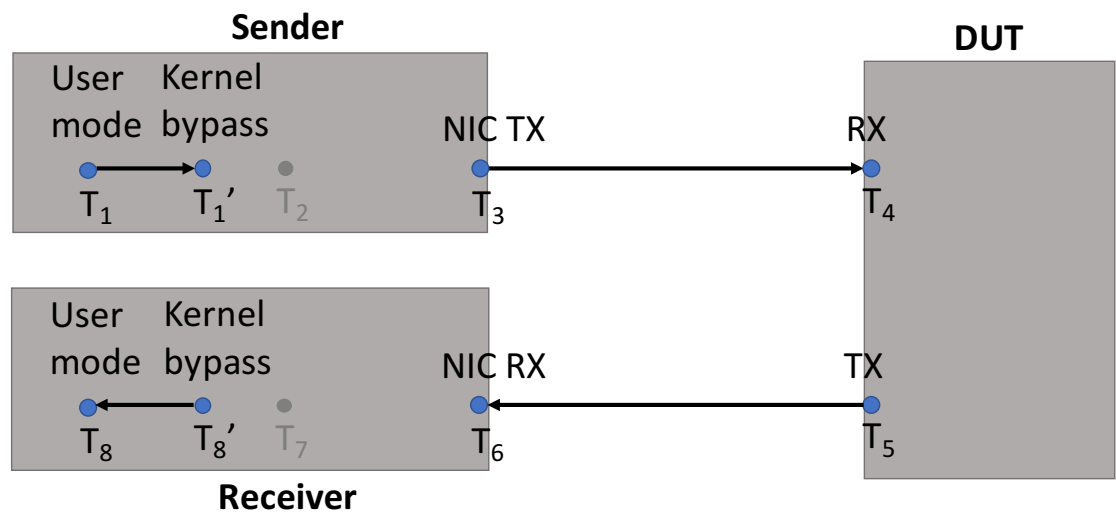 Sender
DUT
User Kernel
mode bypass
NIC TX
RX
T1 T1’ T2
T3
T4
User Kernel
mode bypass
NIC RX
TX
T8 T8’ T7
T6
T5
Receiver